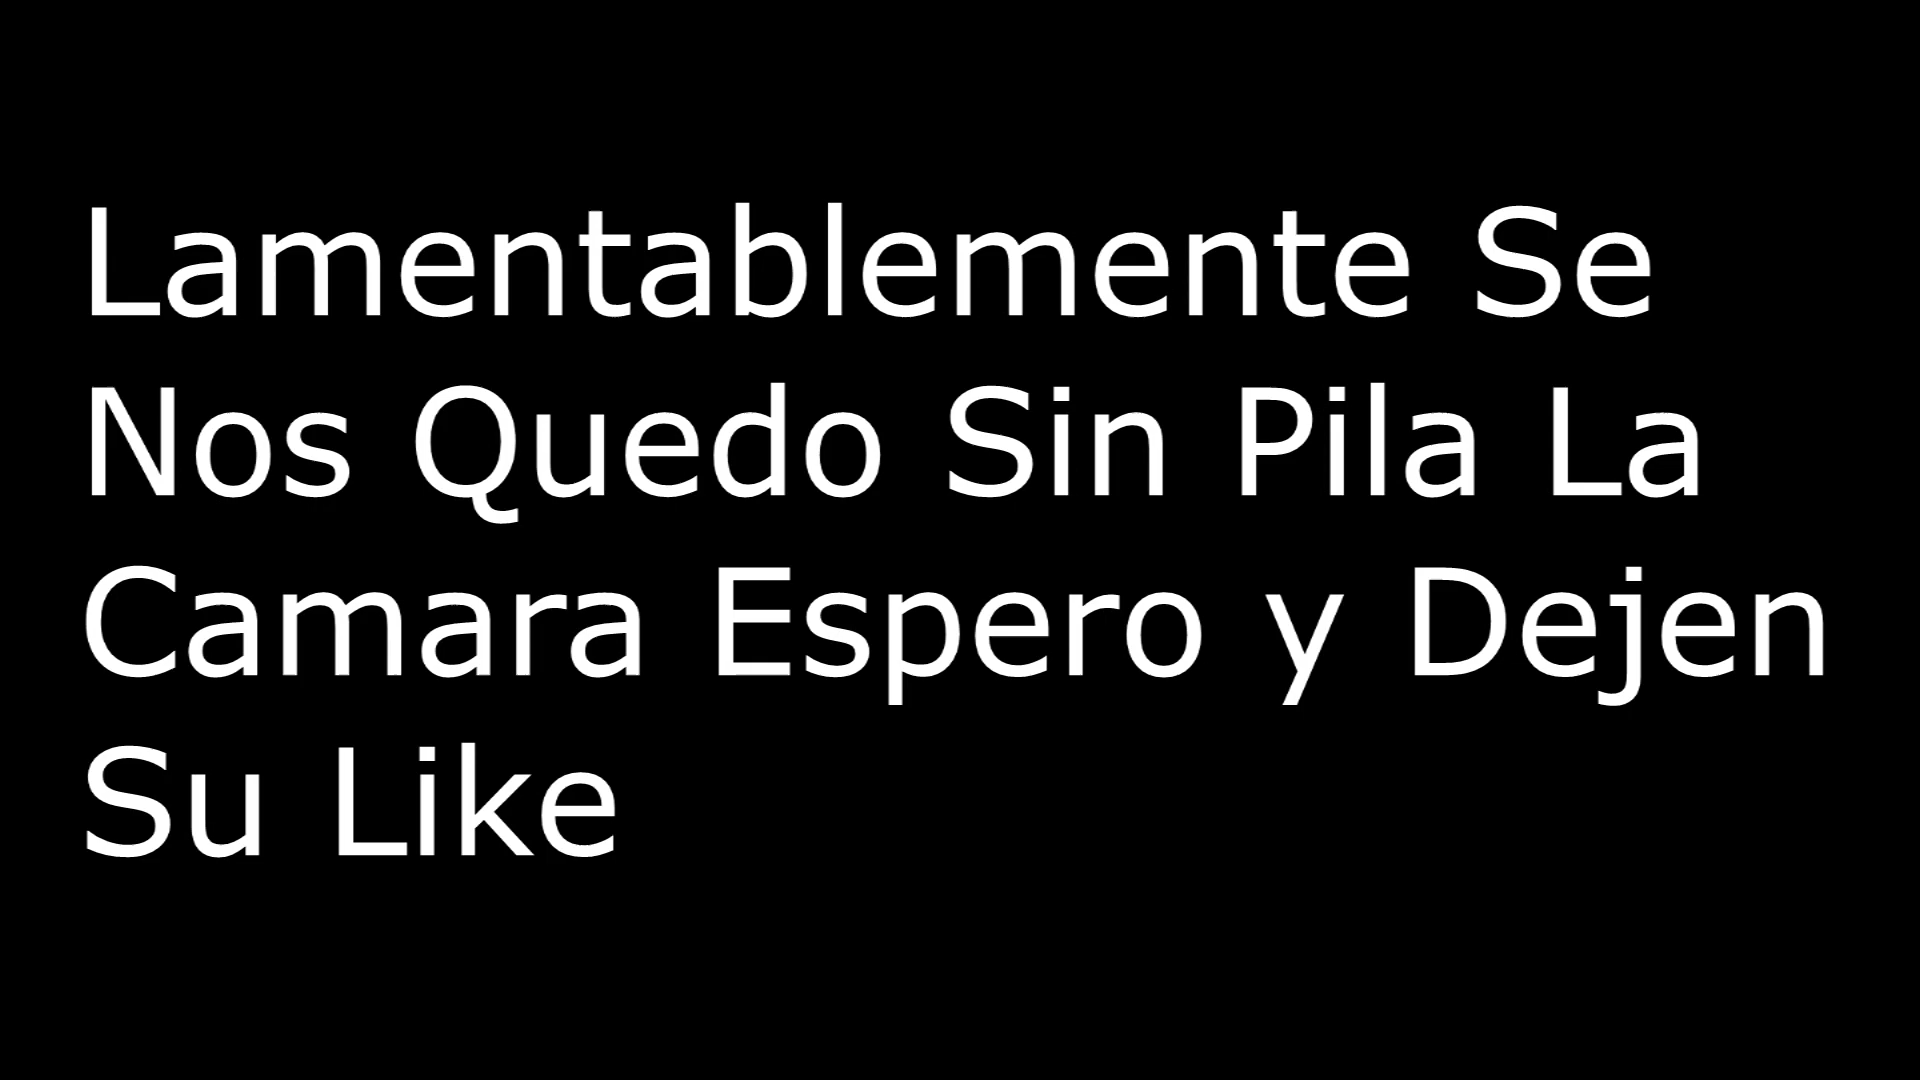 Lamentablemente Se
Nos Quedo Sin Pila La
Camara Espero y Dejen
Su Like